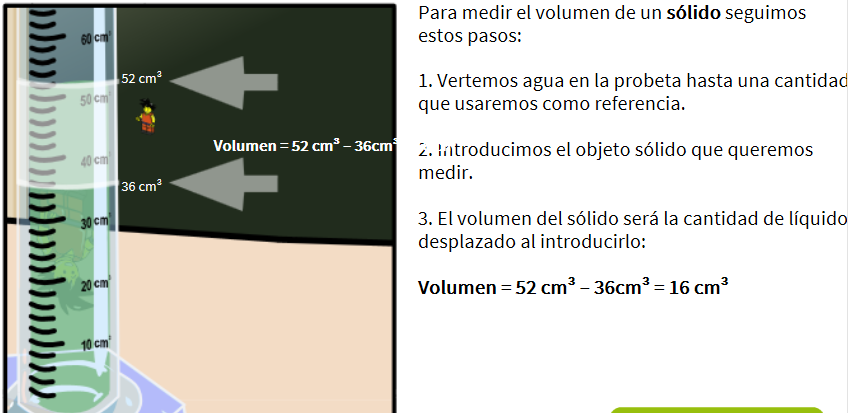 60 cm³
52 cm³
50 cm³
Volumen = 52 cm³ – 36cm³
40 cm³
36 cm³
30 cm³
20 cm³
10 cm³
Para medir el volumen de un sólido seguimos
estos pasos:
1. Vertemos agua en la probeta hasta una cantidad
que usaremos como referencia.
2. Introducimos el objeto sólido que queremos
medir.
3. El volumen del sólido será la cantidad de líquido
desplazado al introducirlo:
Volumen = 52 cm³ – 36cm³ = 16 cm³